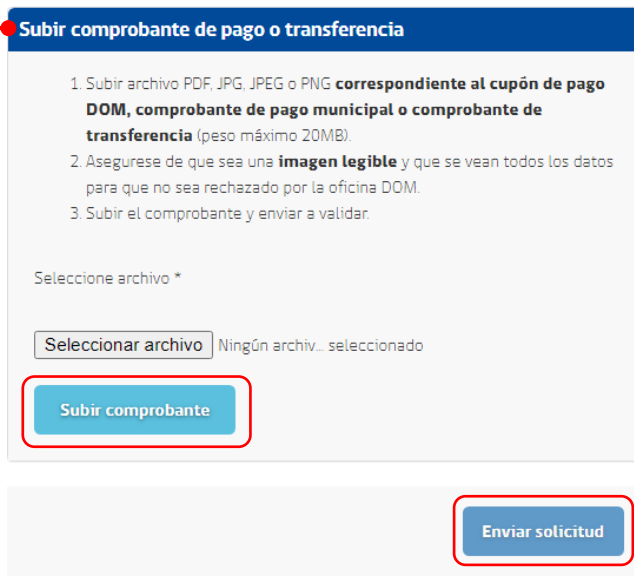 Subir comprobante de pago o transferencia
1. Subir archivo PDF, JPG, JPEG o PNG correspondiente al cupón de pago
DOM, comprobante de pago municipal o comprobante de
transferencia (peso máximo 20MB).
2. Asegurese de que sea una imagen legible y que se vean todos los datos
para que no sea rechazado por la oficina DOM.
3. Subir el comprobante y enviar a validar.
Seleccione archivo *
Seleccionar archivo Ningún archiv... seleccionado
Subir comprobante
Enviar solicitud